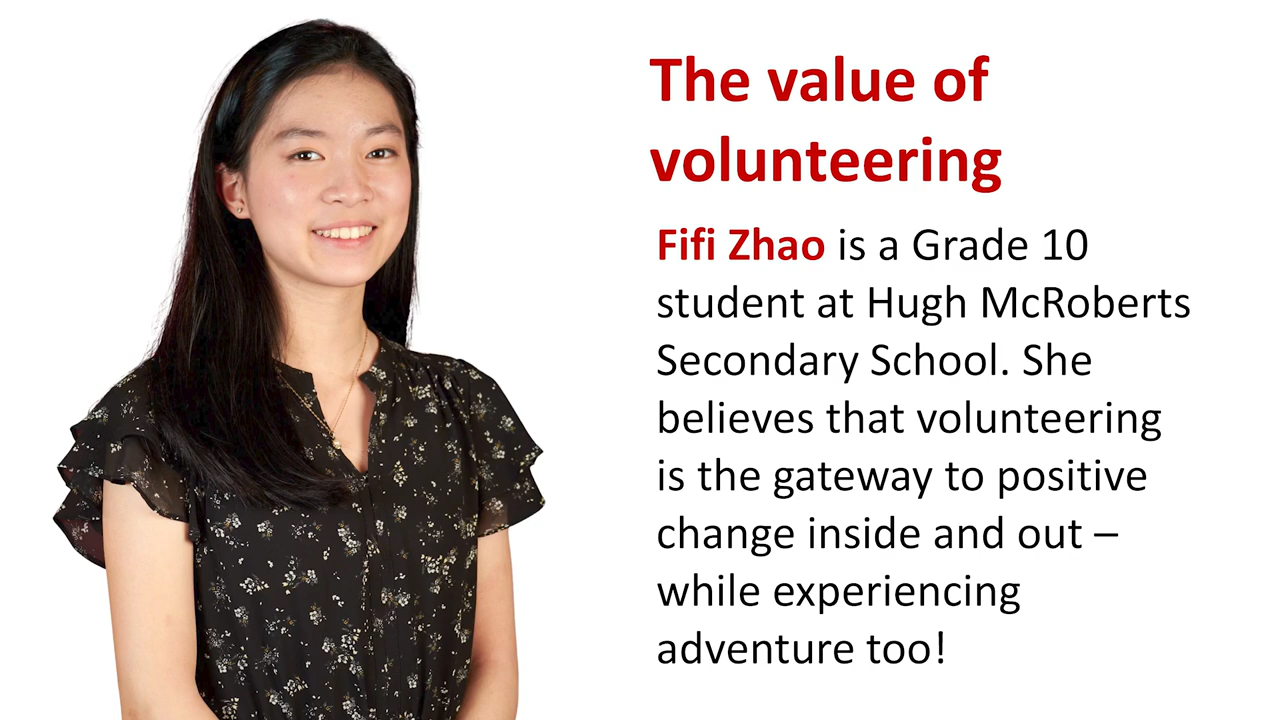 The value of
volunteering
Fifi Zhao is a Grade 10
student at Hugh McRoberts
Secondary School. She
believes that volunteering
is the gateway to positive
change inside and out –
while experiencing
adventure too!